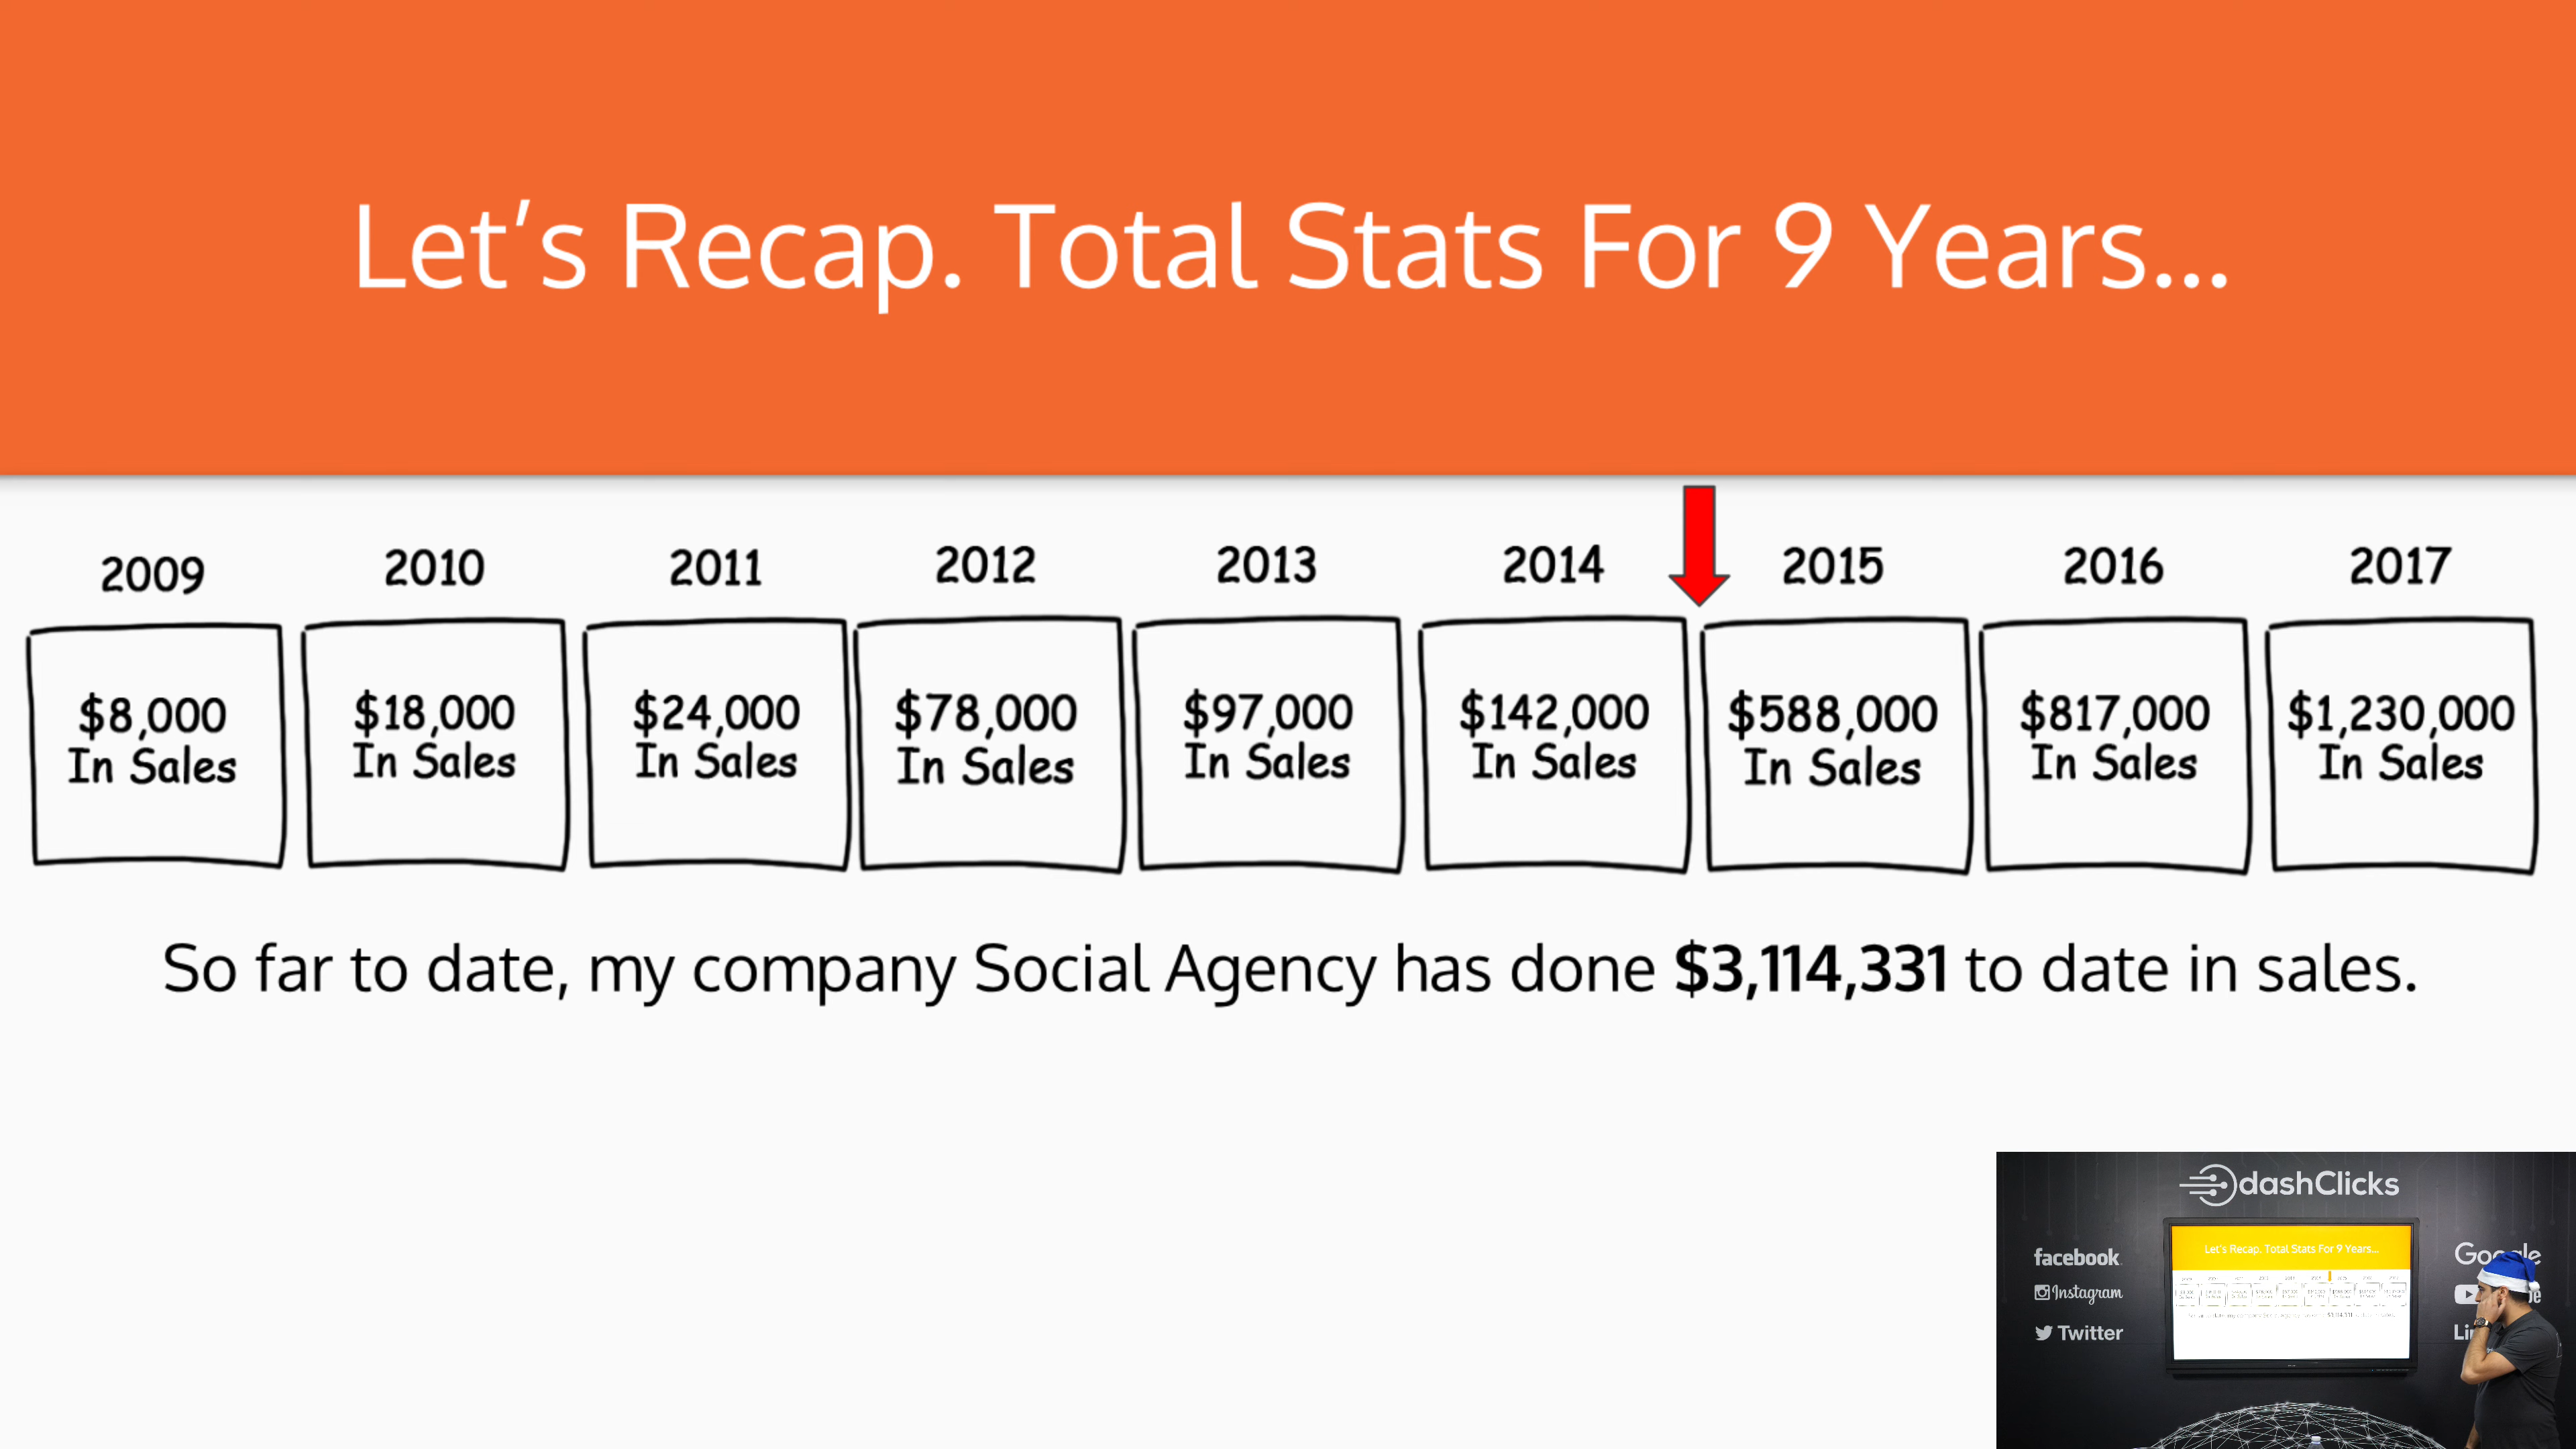 Let's Recap. Total Stats For 9 Years...
2009 2010 2011 2012 2013 2014 2015 2016 2017
$8,000 $18,000 $24,000 $78,000 $97,000 $142,000 $588,000 $817,000 $1,230,000
In Sales In Sales In Sales In Sales In Sales In Sales In Sales In Sales In Sales
So far to date, my company Social Agency has done $3,114,331 to date in sales.
dashClicks
facebook
Instagram
Twitter
Let's Recap. Total Stats For 9 Years...